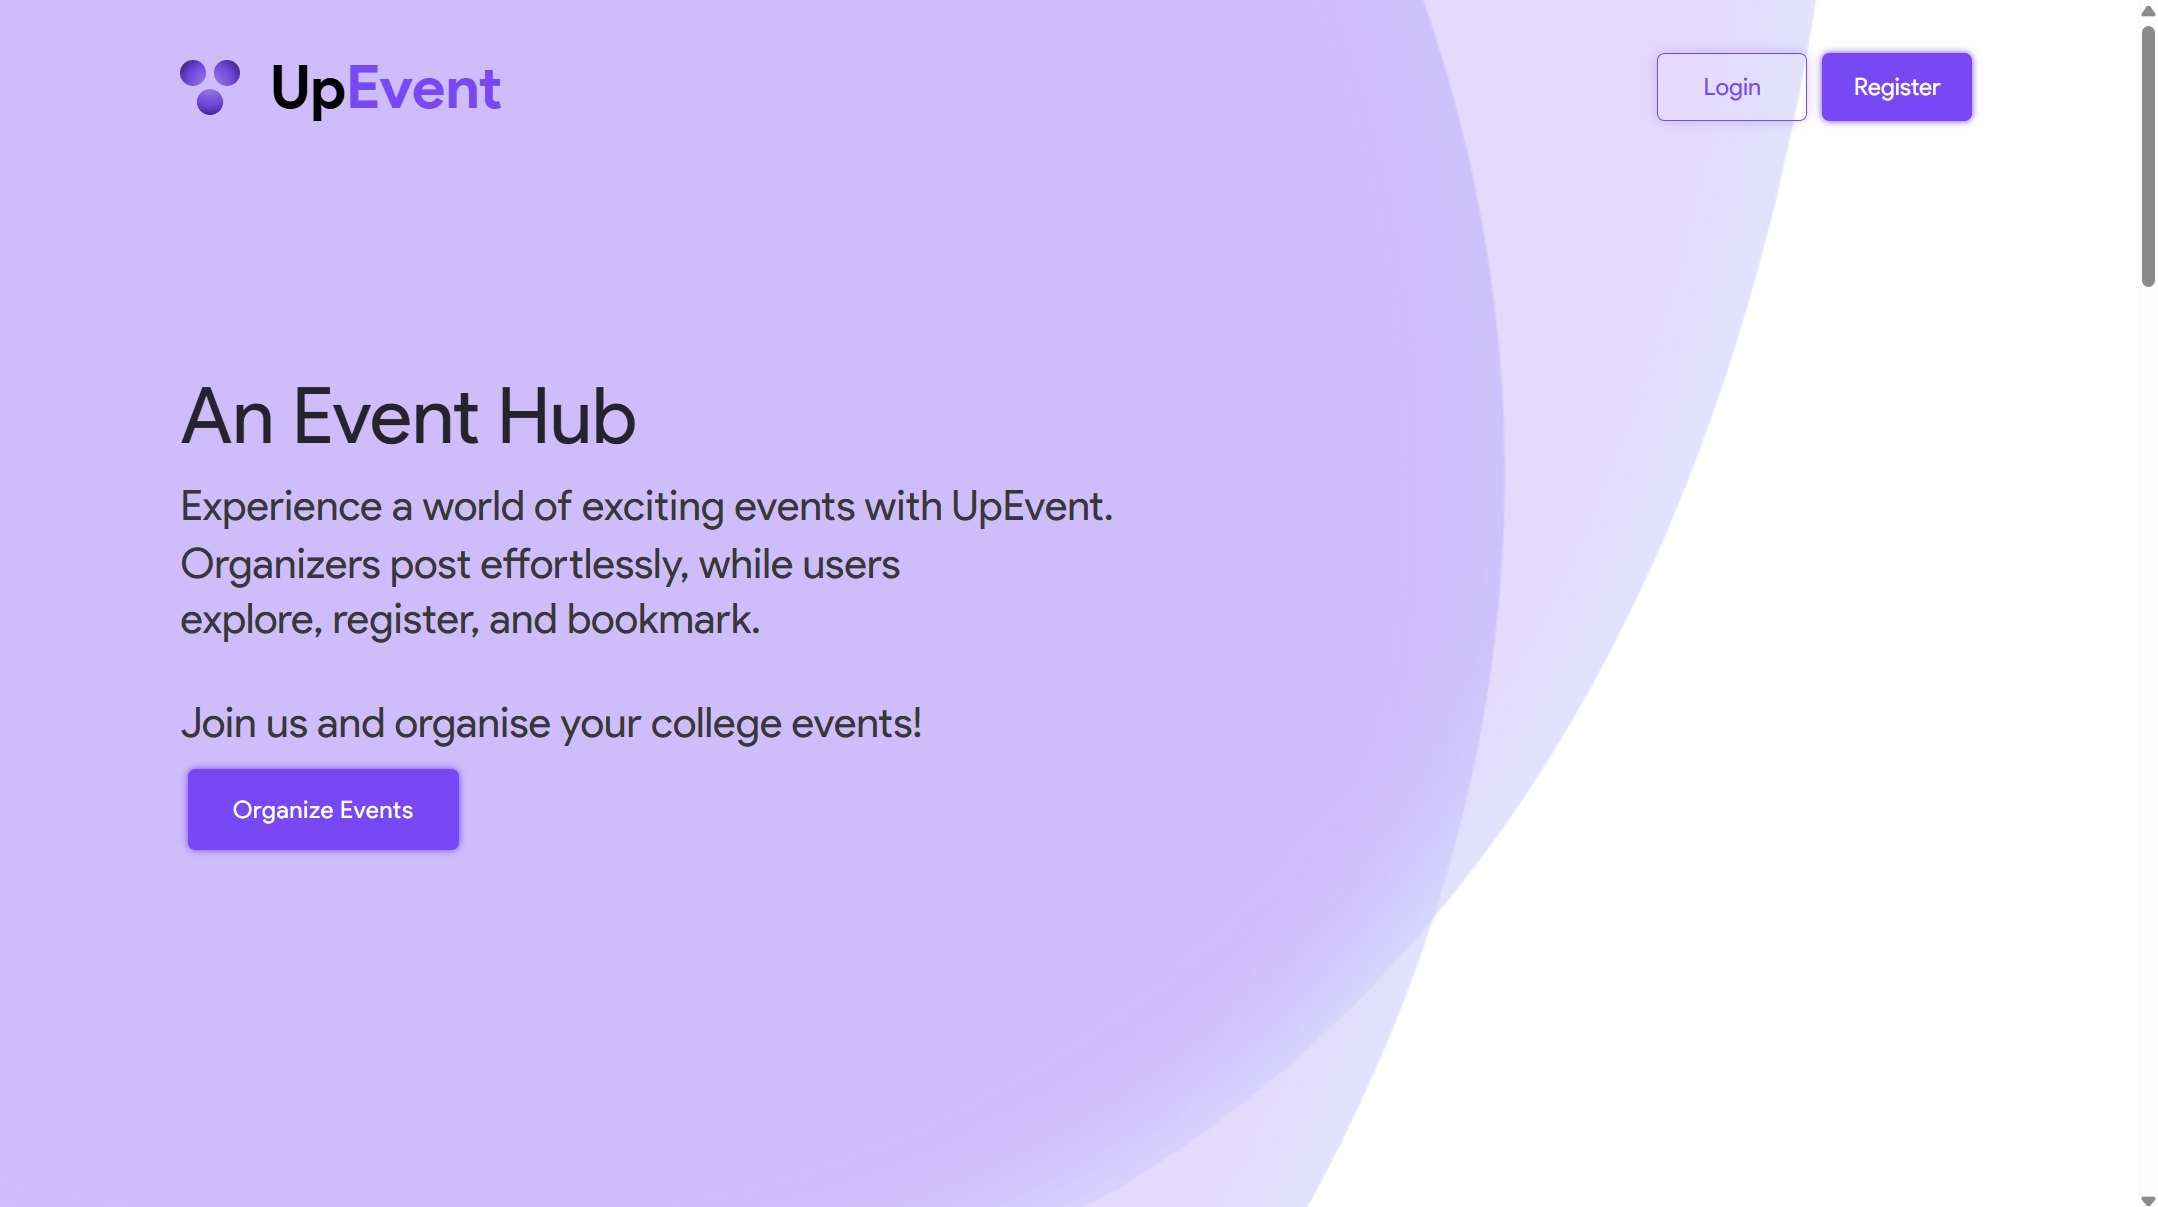 UpEvent
Login
Register
An Event Hub
Experience a world of exciting events with UpEvent.
Organizers post effortlessly, while users
explore, register, and bookmark.
Join us and organise your college events!
Organize Events